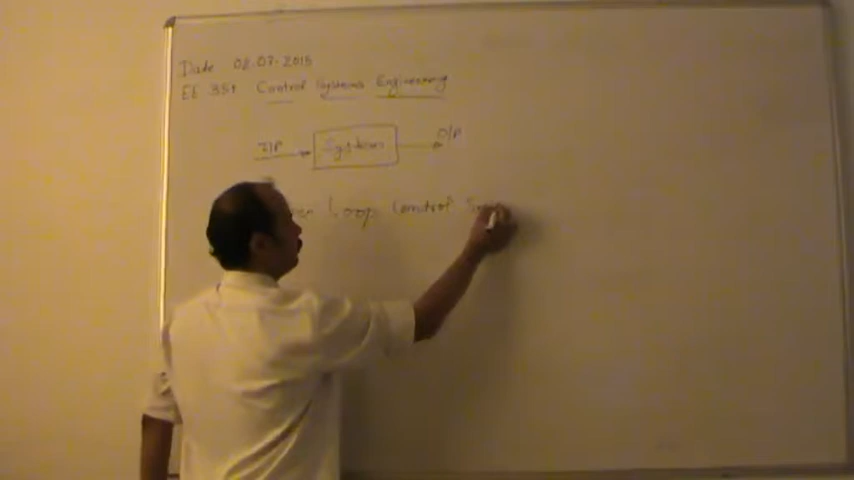 Date 02.07.2015
EE 351 Control Systems Engineering
I/P System O/P
Loop Control